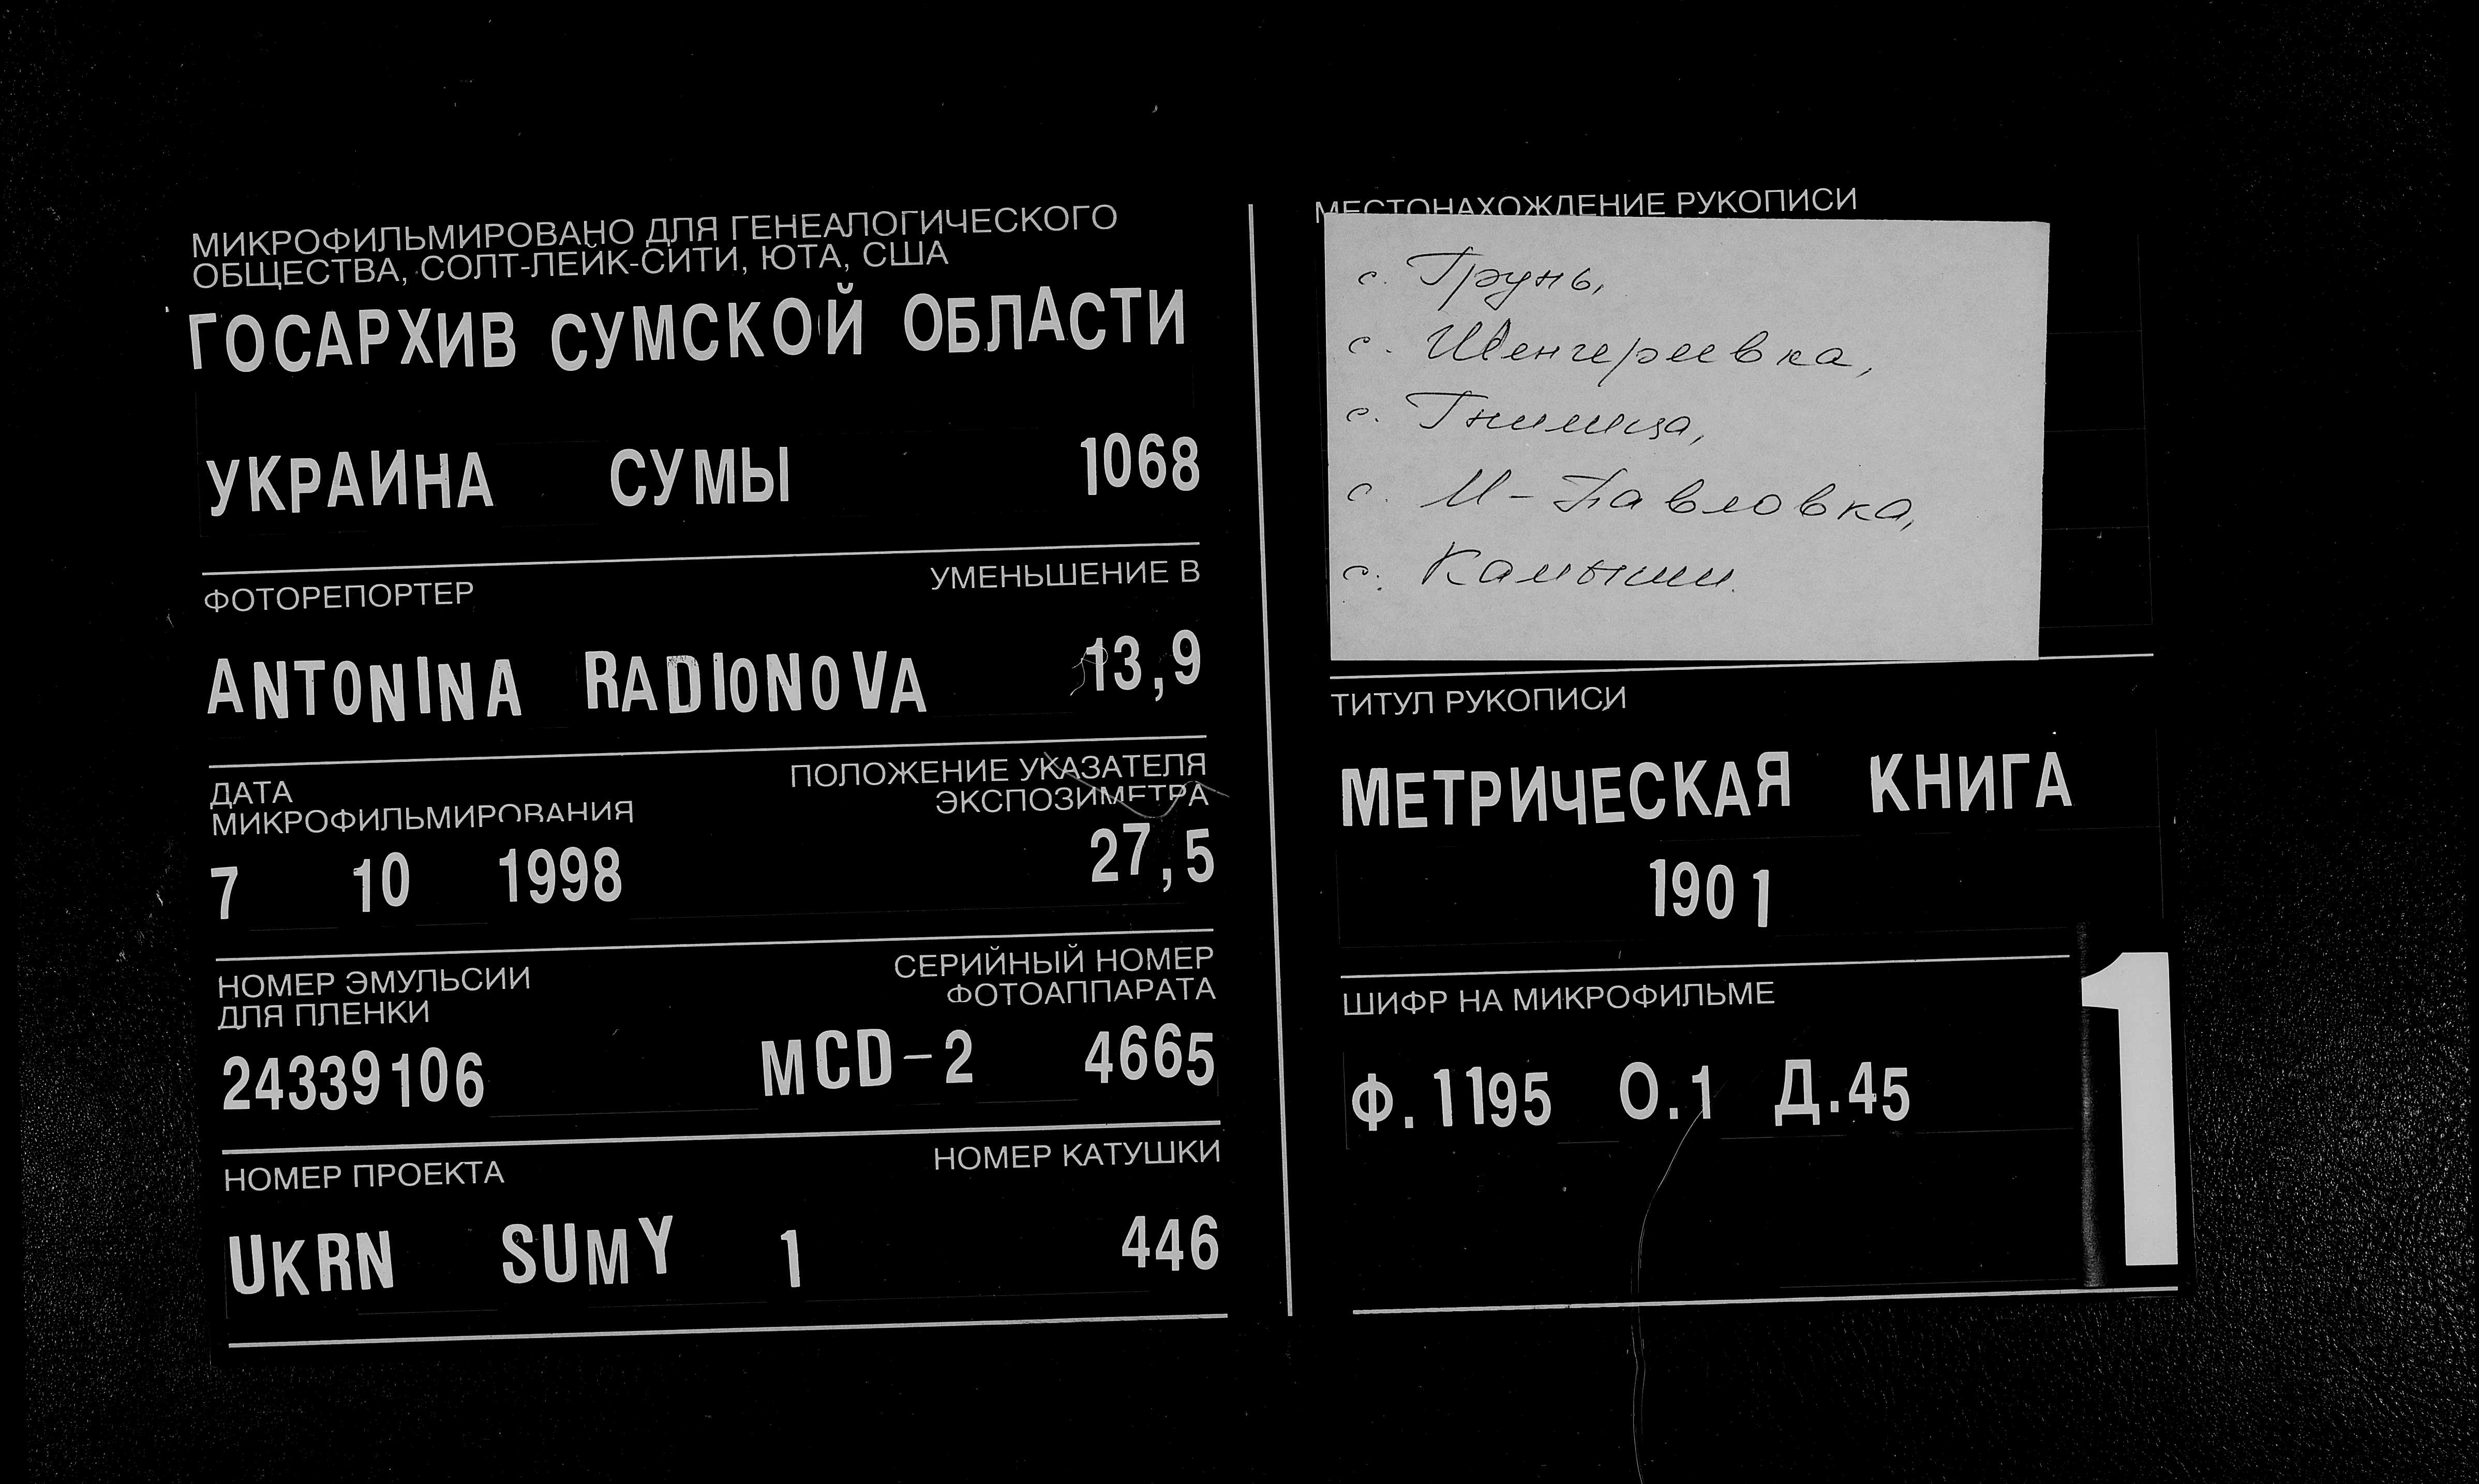 МИКРОФИЛЬМИРОВАНО ДЛЯ ГЕНЕАЛОГИЧЕСКОГО
ОБЩЕСТВА, СОЛТ-ЛЕЙК-СИТИ, ЮТА, США
ГОСАРХИВ СУМСКОЙ ОБЛАСТИ
УКРАИНА СУМЫ 1068
ФОТОРЕПОРТЕР УМЕНЬШЕНИЕ В
ANTONINA RADIONOVA 13,9
ДАТА
МИКРОФИЛЬМИРОВАНИЯ
ПОЛОЖЕНИЕ УКАЗАТЕЛЯ
ЭКСПОЗИМЕТРА
7 10 1998 27,5
НОМЕР ЭМУЛЬСИИ
ДЛЯ ПЛЕНКИ
СЕРИЙНЫЙ НОМЕР
ФОТОАППАРАТА
24339106 MCD-2 4665
НОМЕР ПРОЕКТА НОМЕР КАТУШКИ
UKRN SUMY 1 446
МЕСТОНАХОЖДЕНИЕ РУКОПИСИ
с. Грунь,
с. Шенгереевка,
с. Гнилица,
с. М-Павловка,
с. Камыши.
ТИТУЛ РУКОПИСИ
МЕТРИЧЕСКАЯ КНИГА
1901
ШИФР НА МИКРОФИЛЬМЕ
Ф. 1195 О.1 Д.45
1